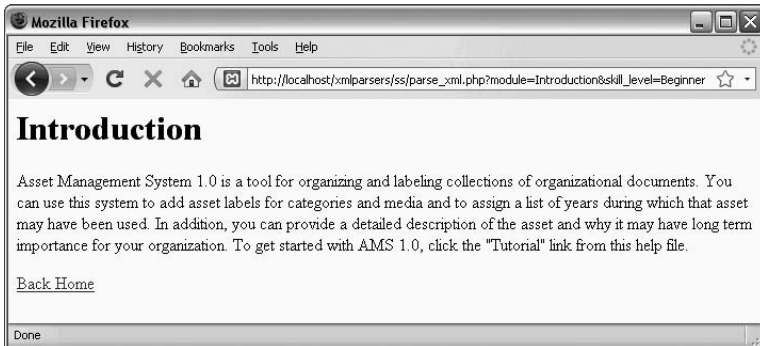 Mozilla Firefox
File Edit View History Bookmarks Tools Help
http://localhost/xmlparsers/ss/parse_xml.php?module=Introduction&skill_level=Beginner
Introduction
Asset Management System 1.0 is a tool for organizing and labeling collections of organizational documents. You
can use this system to add asset labels for categories and media and to assign a list of years during which that asset
may have been used. In addition, you can provide a detailed description of the asset and why it may have long term
importance for your organization. To get started with AMS 1.0, click the "Tutorial" link from this help file.
Back Home
Done